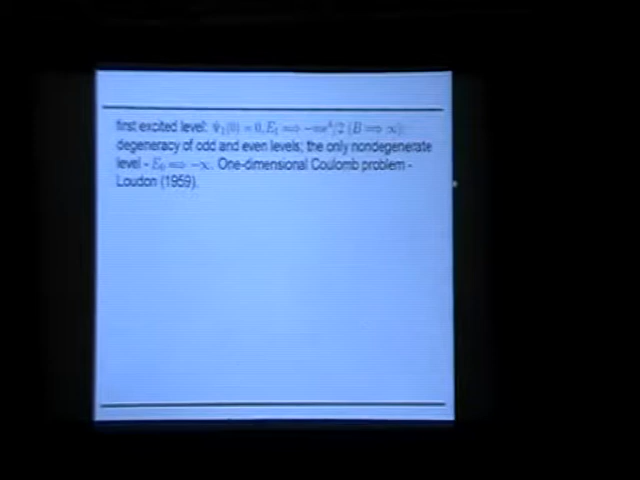 first excited level: Ψ₁(0) = 0, E₁ ⟹ −me⁴/2 (B ⟹ ∞);
degeneracy of odd and even levels; the only nondegenerate
level - E₀ ⟹ −∞. One-dimensional Coulomb problem -
Loudon (1959).